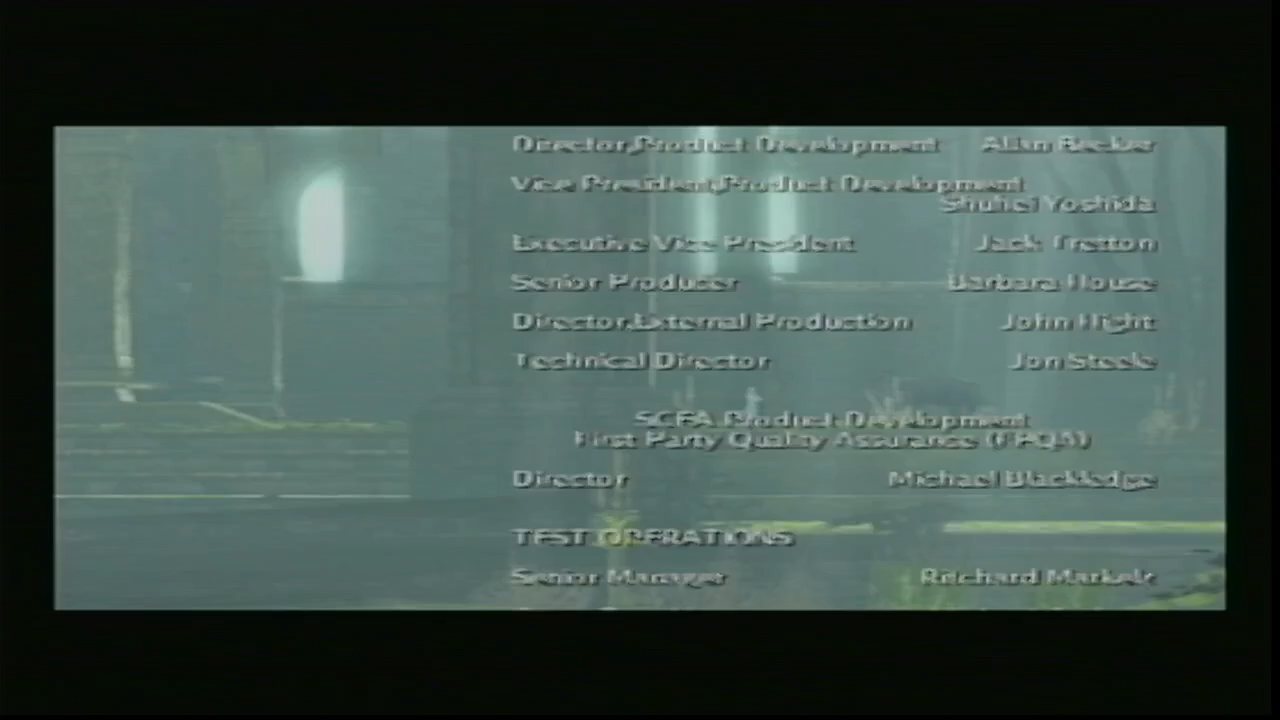 Director,Product Development Allan Becker
Vice President,Product Development
Shuhei Yoshida
Executive Vice President Jack Tretton
Senior Producer Barbara House
Director,External Production John Hight
Technical Director Jon Steele
SCEA Product Development
First Party Quality Assurance (FPQA)
Director Michael Blackledge
TEST OPERATIONS
Senior Manager Ritchard Markelz